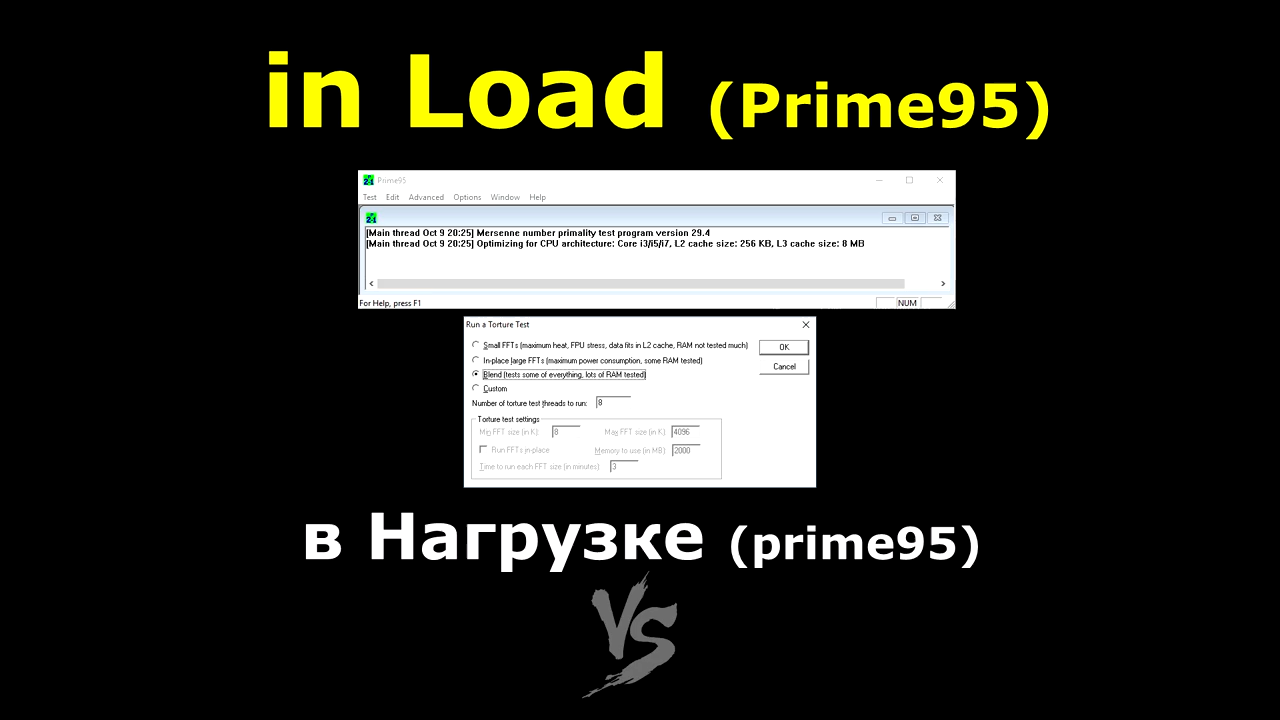 in Load (Prime95)
Prime95
Test Edit Advanced Options Window Help
[Main thread Oct 9 20:25] Mersenne number primality test program version 29.4
[Main thread Oct 9 20:25] Optimizing for CPU architecture: Core i3/i5/i7, L2 cache size: 256 KB, L3 cache size: 8 MB
For Help, press F1 NUM
Run a Torture Test
Small FFTs (maximum heat, FPU stress, data fits in L2 cache, RAM not tested much) OK
In-place large FFTs (maximum power consumption, some RAM tested)
Blend (tests some of everything, lots of RAM tested) Cancel
Custom
Number of torture test threads to run: 8
Torture test settings
Min FFT size (in K) 8 Max FFT size (in K) 4096
Run FFTs in-place Memory to use (in MB) 2000
Time to run each FFT size (in minutes) 3
в Нагрузке (prime95)
VS